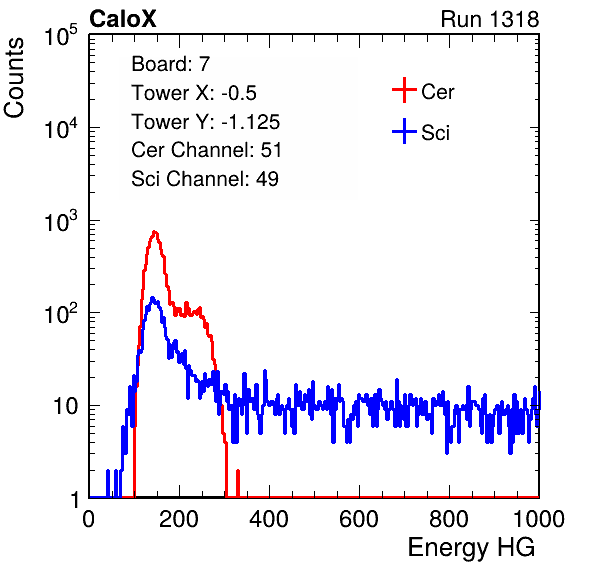 CaloX Run 1318
Counts
10^5
10^4
10^3
10^2
10
1
Board: 7
Tower X: -0.5
Tower Y: -1.125
Cer Channel: 51
Sci Channel: 49
Cer
Sci
0 200 400 600 800 1000
Energy HG